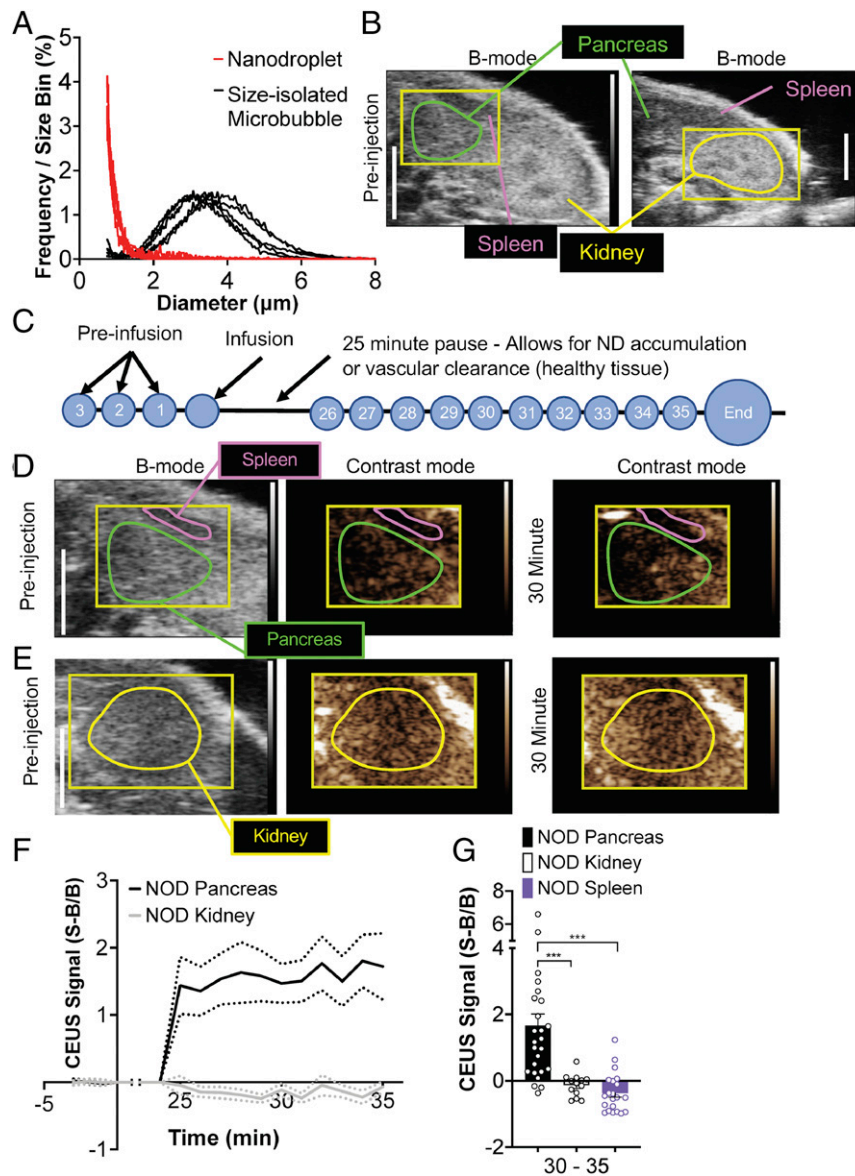 A
Frequency / Size Bin (%)
5
4
3
2
1
0
0
2
4
6
8
Diameter (µm)
Nanodroplet
Size-isolated
Microbubble
B
Pancreas
B-mode
B-mode
Spleen
Pre-injection
Spleen
Kidney
C
Pre-infusion
Infusion
25 minute pause - Allows for ND accumulation
or vascular clearance (healthy tissue)
3 2 1 26 27 28 29 30 31 32 33 34 35 End
D
B-mode
Spleen
Contrast mode
Contrast mode
Pre-injection
30 Minute
Pancreas
E
Pre-injection
30 Minute
Kidney
F
CEUS Signal (S-B/B)
3
2
1
-1
-5
25
30
35
Time (min)
NOD Pancreas
NOD Kidney
G
NOD Pancreas
NOD Kidney
NOD Spleen
CEUS Signal (S-B/B)
8
6
4
2
0
-2
***
***
30 - 35